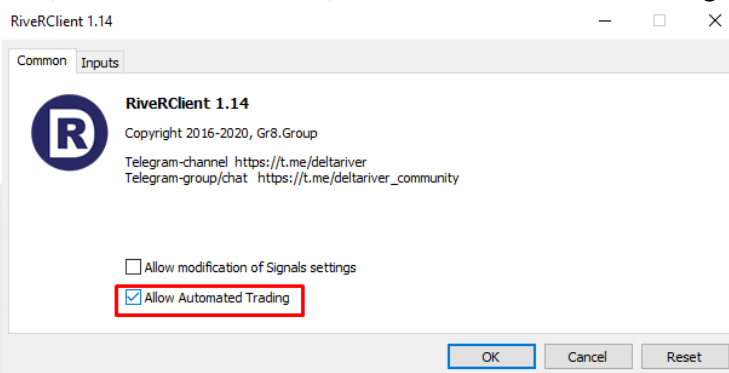 RiveRClient 1.14
Common Inputs
RiveRClient 1.14
Copyright 2016-2020, Gr8.Group
Telegram-channel https://t.me/deltariver
Telegram-group/chat https://t.me/deltariver_community
Allow modification of Signals settings
Allow Automated Trading
OK Cancel Reset